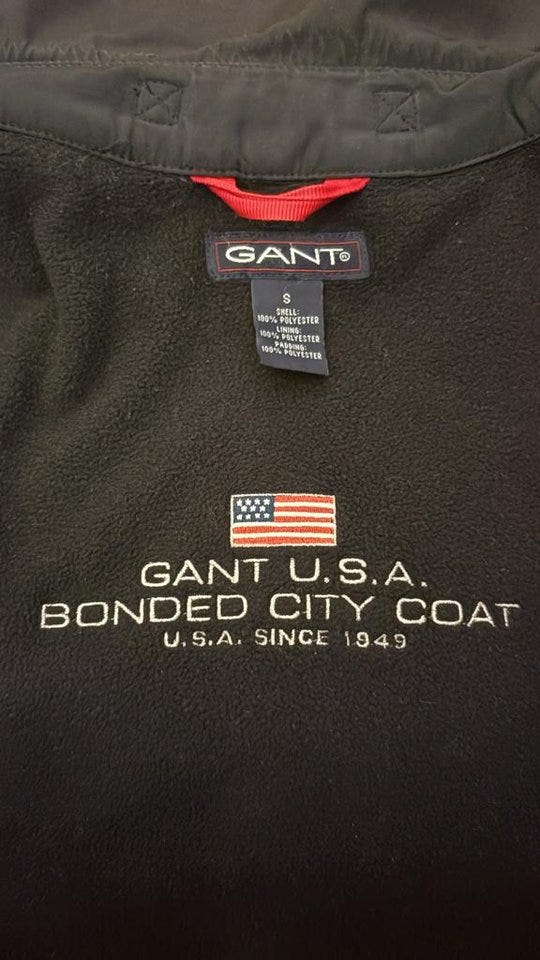 GANT®
S
SHELL:
100% POLYESTER
LINING:
100% POLYESTER
PADDING:
100% POLYESTER
GANT U.S.A.
BONDED CITY COAT
U.S.A. SINCE 1949